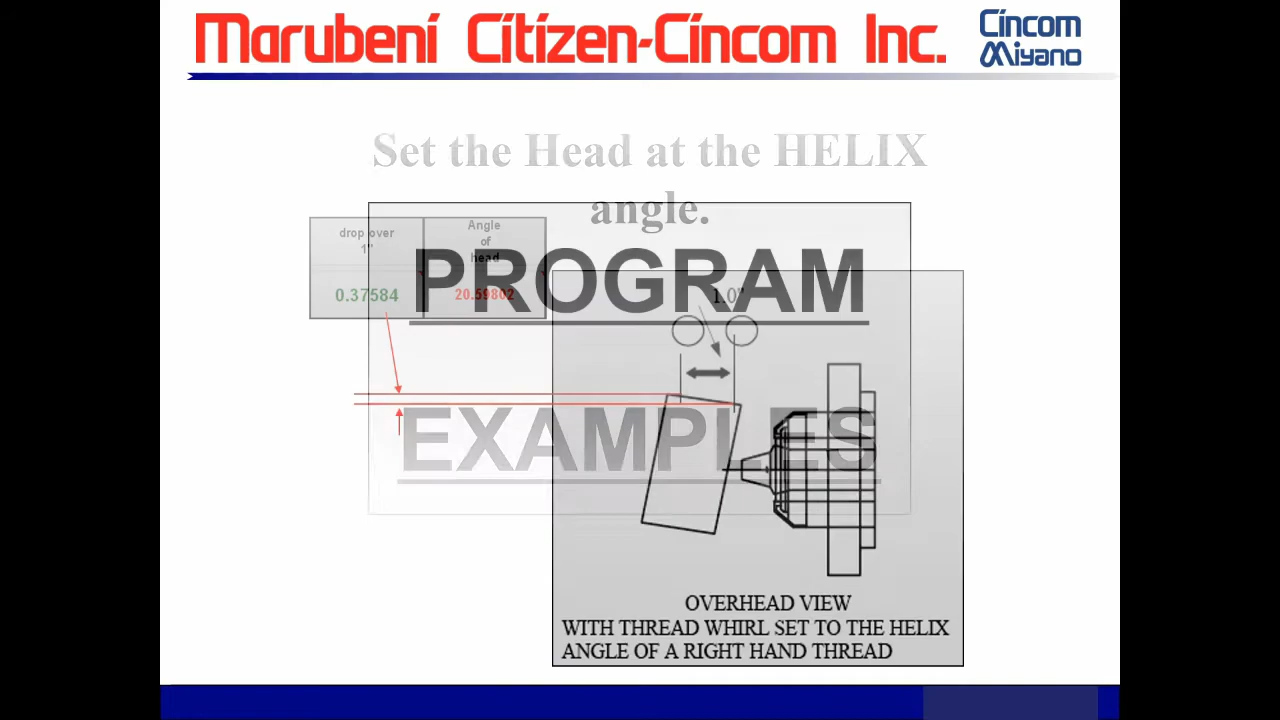 Marubeni Citizen-Cincom Inc.
Cincom
Miyano
Set the Head at the HELIX
angle.
drop over
1"
Angle
of
head
0.37584
20.59802
PROGRAM
1.0"
EXAMPLES
OVERHEAD VIEW
WITH THREAD WHIRL SET TO THE HELIX
ANGLE OF A RIGHT HAND THREAD